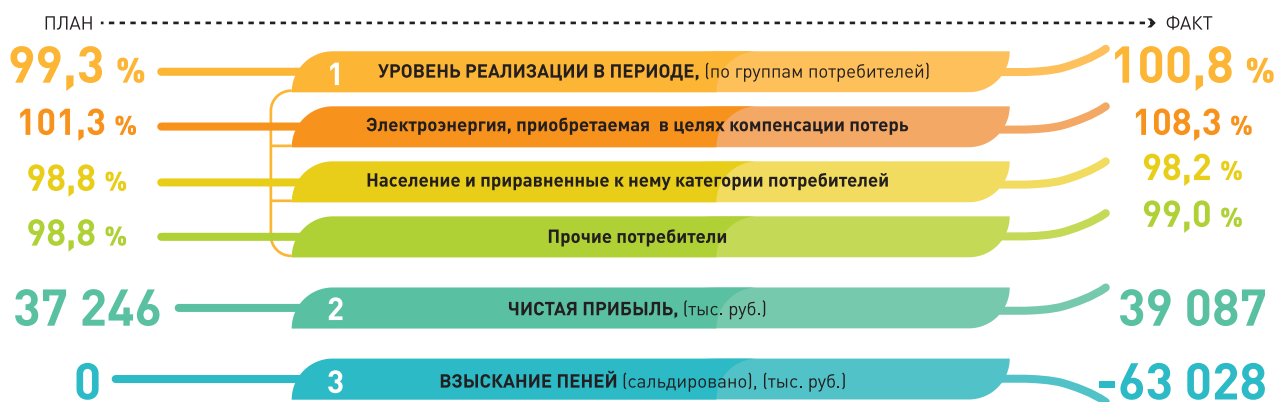 ПЛАН ФАКТ
99,3 % 1 УРОВЕНЬ РЕАЛИЗАЦИИ В ПЕРИОДЕ, (по группам потребителей) 100,8 %
101,3 % Электроэнергия, приобретаемая в целях компенсации потерь 108,3 %
98,8 % Население и приравненные к нему категории потребителей 98,2 %
98,8 % Прочие потребители 99,0 %
37 246 2 ЧИСТАЯ ПРИБЫЛЬ, (тыс. руб.) 39 087
0 3 ВЗЫСКАНИЕ ПЕНЕЙ (сальдировано), (тыс. руб.) -63 028